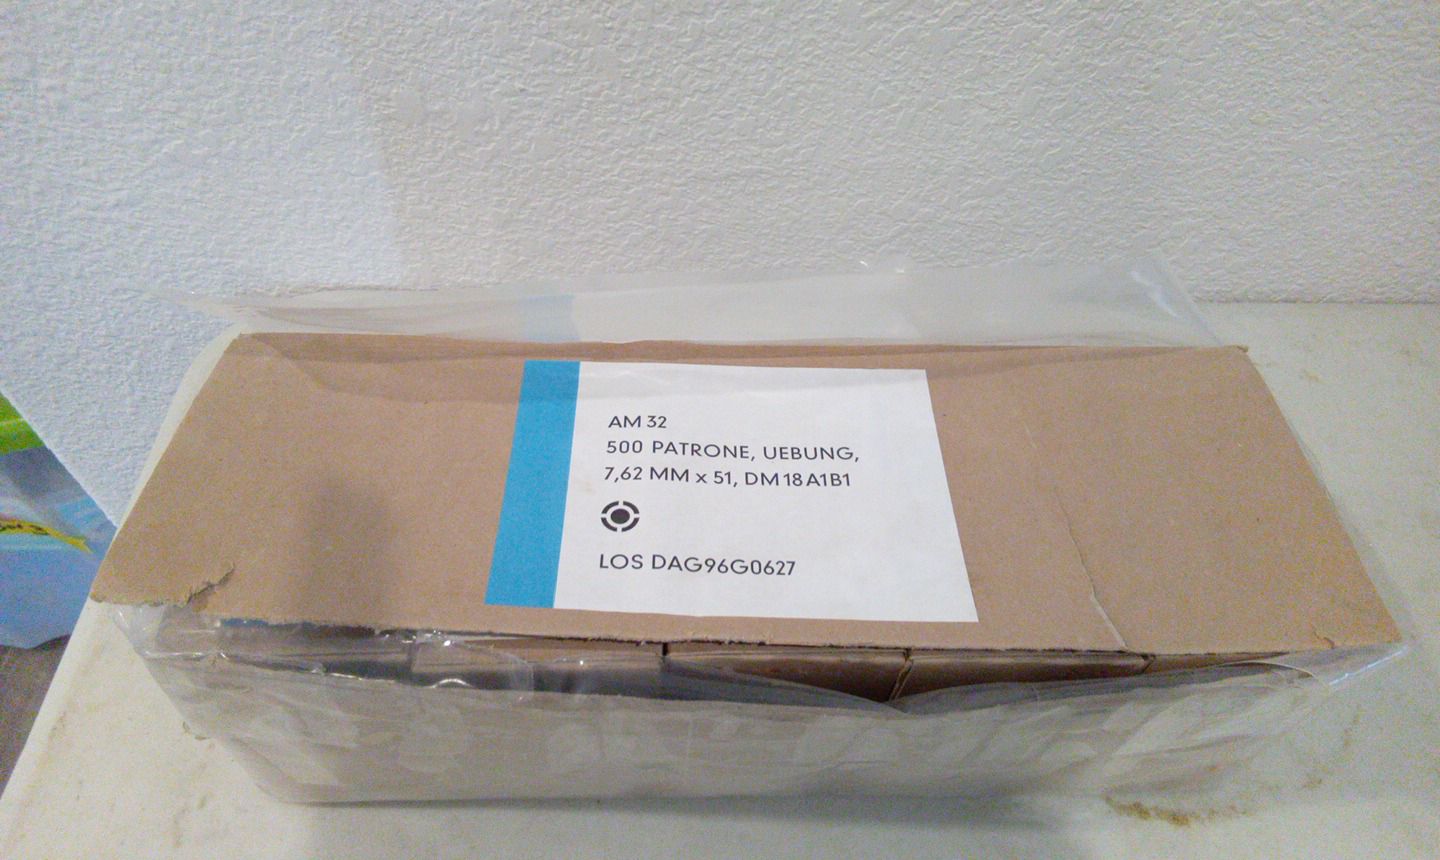 AM 32
500 PATRONE, UEBUNG,
7,62 MM x 51, DM 18 A1B1
LOS DAG96G0627